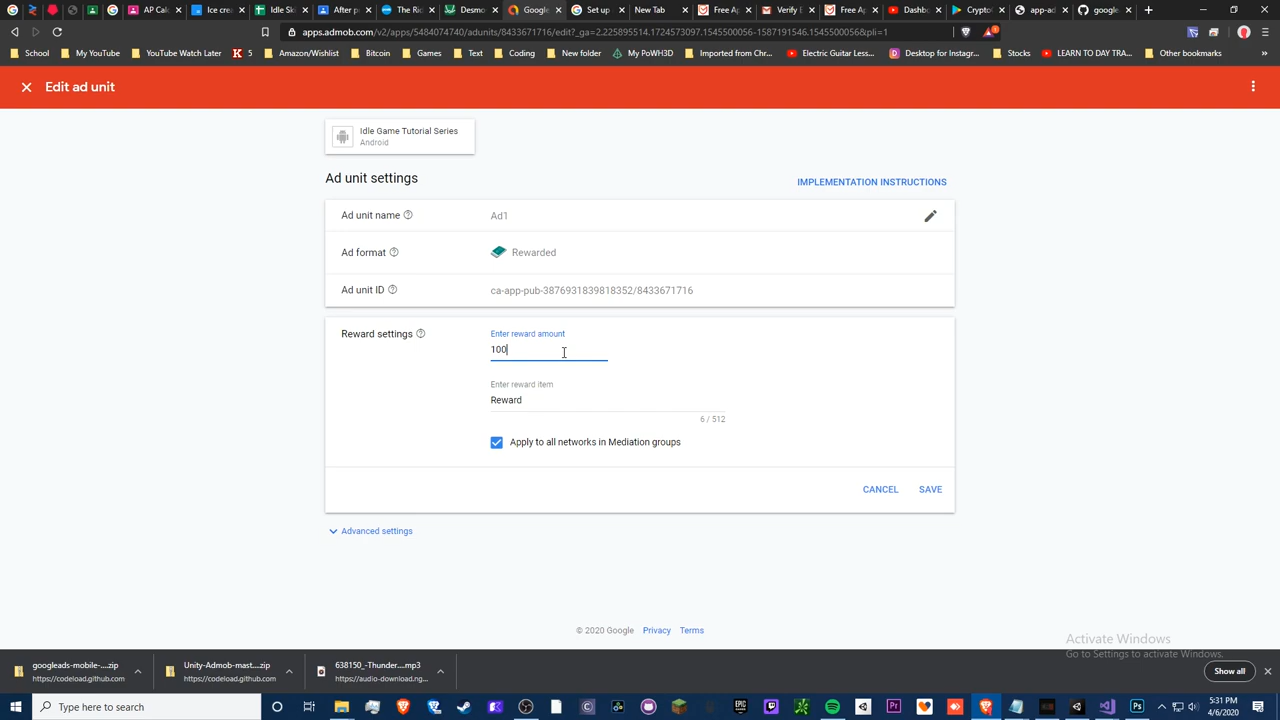 AP Cal
Ice cre
Idle Sk
After p
The Ric
Desmo
Google
Set up
New Tab
Free Ap
Verify E
Free Ap
Dashbo
Crypto
app-ad
google
apps.admob.com/v2/apps/5484074740/adunits/8433671716/edit?_ga=2.225895514.1724573097.1545500056-1587191546.1545500056&pli=1
School My YouTube YouTube Watch Later K 5 Amazon/Wishlist Bitcoin Games Text Coding New folder My PoWH3D Imported from Chr... Electric Guitar Less... Desktop for Instagr... Stocks LEARN TO DAY TRA... Other bookmarks
Edit ad unit
Idle Game Tutorial Series
Android
Ad unit settings
IMPLEMENTATION INSTRUCTIONS
Ad unit name Ad1
Ad format Rewarded
Ad unit ID ca-app-pub-3876931839818352/8433671716
Reward settings Enter reward amount
100
Enter reward item
Reward
6 / 512
Apply to all networks in Mediation groups
CANCEL SAVE
Advanced settings
© 2020 Google Privacy Terms
Activate Windows
Go to Settings to activate Windows.
googleads-mobile-....zip
https://codeload.github.com
Unity-Admob-mast....zip
https://codeload.github.com
638150_-Thunder....mp3
https://audio-download.ng...
Show all
Type here to search
5:31 PM
4/6/2020